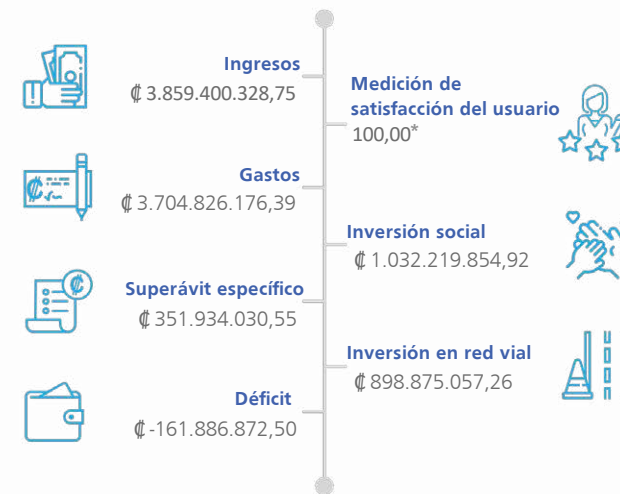 Ingresos
₡ 3.859.400.328,75
Medición de
satisfacción del usuario
100,00*
Gastos
₡ 3.704.826.176,39
Inversión social
₡ 1.032.219.854,92
Superávit específico
₡ 351.934.030,55
Inversión en red vial
₡ 898.875.057,26
Déficit
₡ -161.886.872,50